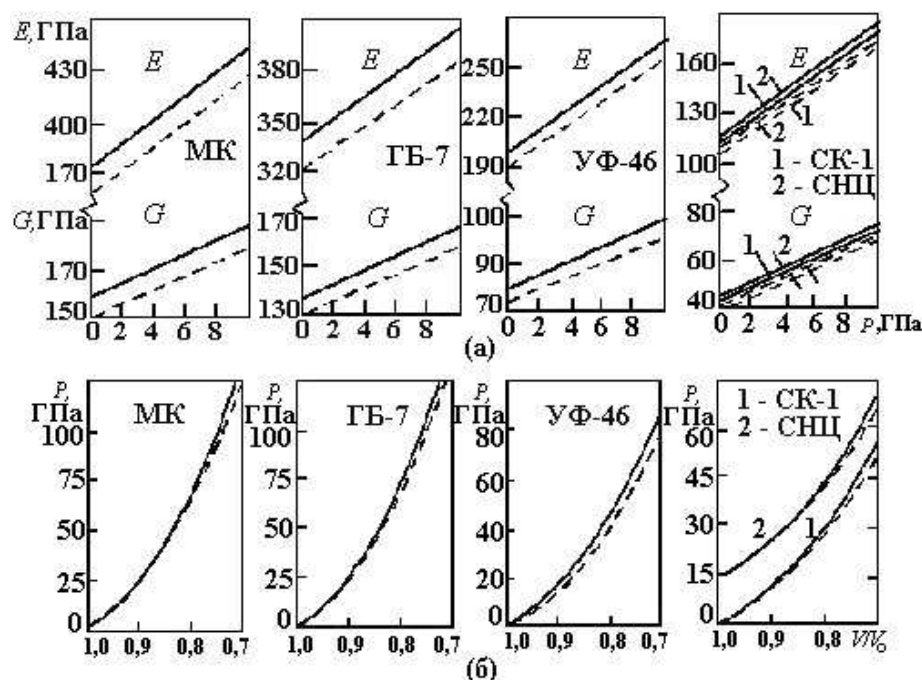 E, ГПа
430
400
170
G, ГПа
170
150
0 2 4 6 8
E
МК
G
380
350
320
170
150
130
0 2 4 6 8
E
ГБ-7
G
250
200
190
100
90
70
0 2 4 6 8
E
УФ-46
G
160
130
100
80
60
40
0 2 4 6 8 P, ГПа
E
1 2
2 1
1 - СК-1
2 - СНЦ
G
1 2
(а)
P, ГПа
100
75
50
25
0
1,0 0,9 0,8 0,7
МК
P, ГПа
100
75
50
25
0
1,0 0,9 0,8 0,7
ГБ-7
P, ГПа
80
60
40
20
0
1,0 0,9 0,8 0,7
УФ-46
P, ГПа
60
45
30
15
0
1,0 0,9 0,8 V/V₀
1 - СК-1
2 - СНЦ
2 1
(б)